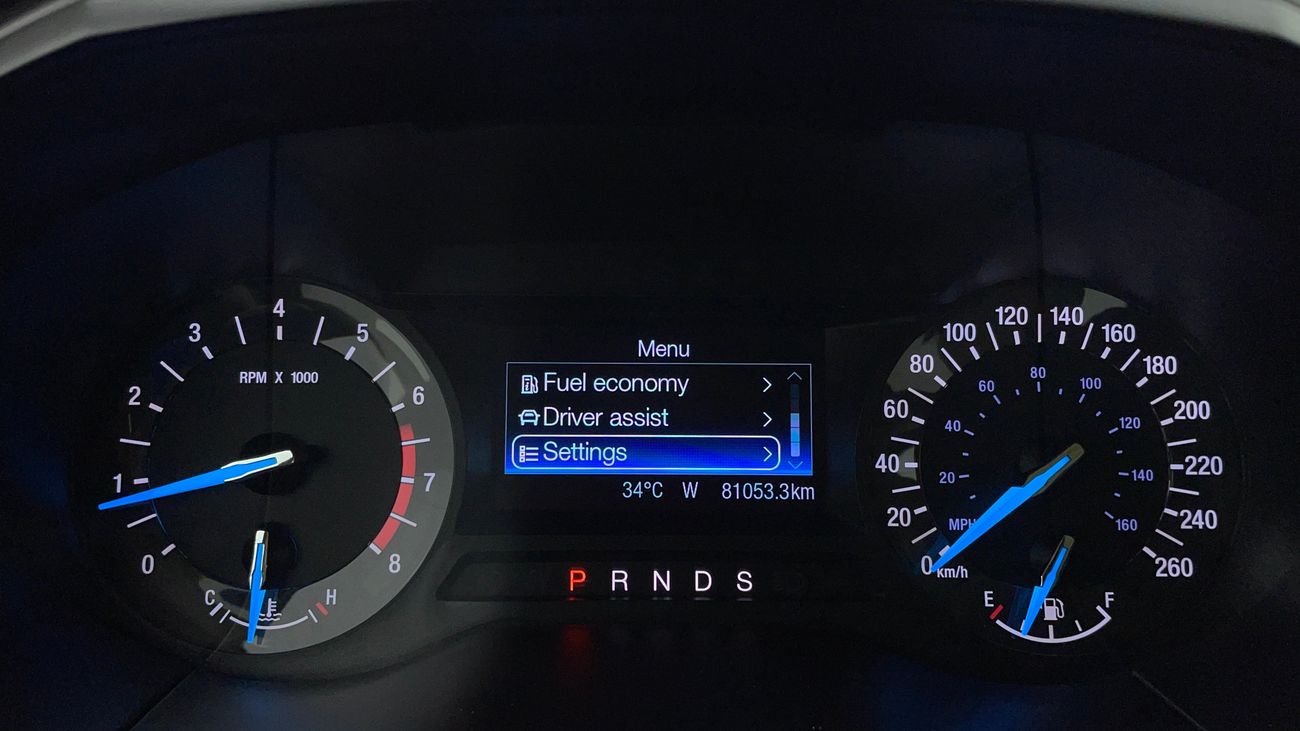 0
1
2
3
4
5
6
7
8
RPM X 1000
C H
Menu
Fuel economy
Driver assist
Settings
34°C W 81053.3km
P R N D S
0
20
40
60
80
100
120
140
160
180
200
220
240
260
km/h
MPH
20
40
60
80
100
120
140
160
E F